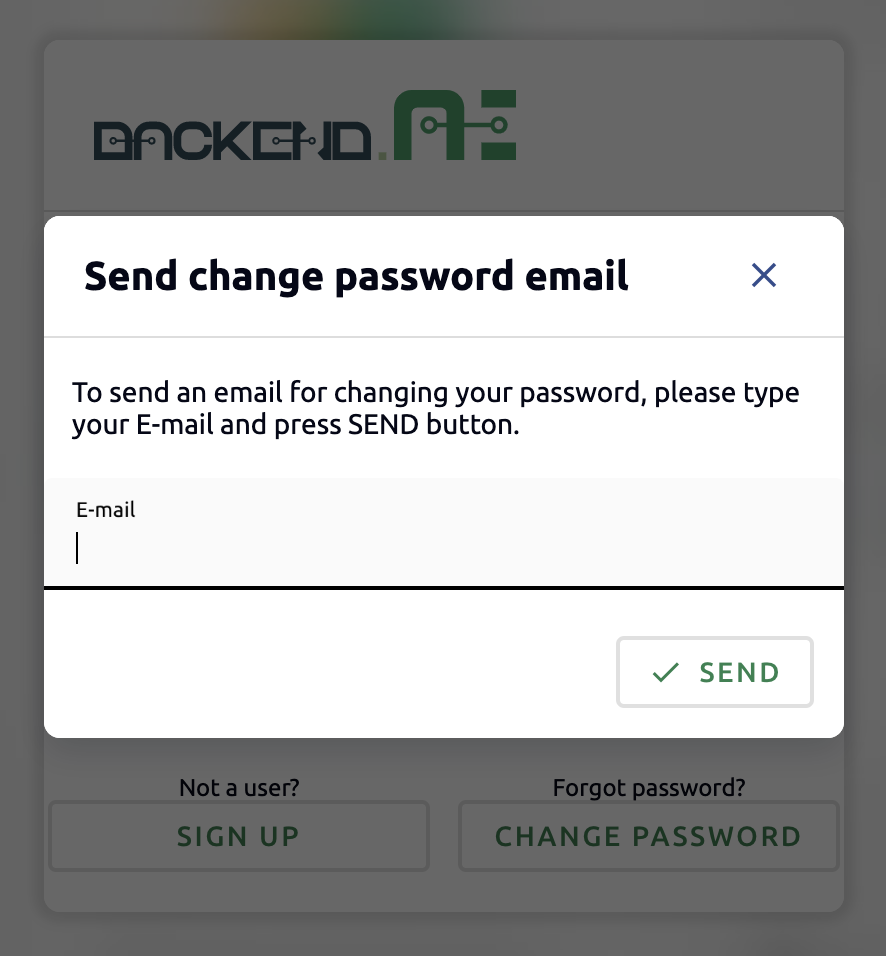 BACKEND.AI
Send change password email
To send an email for changing your password, please type
your E-mail and press SEND button.
E-mail
SEND
Not a user?
Forgot password?
SIGN UP
CHANGE PASSWORD